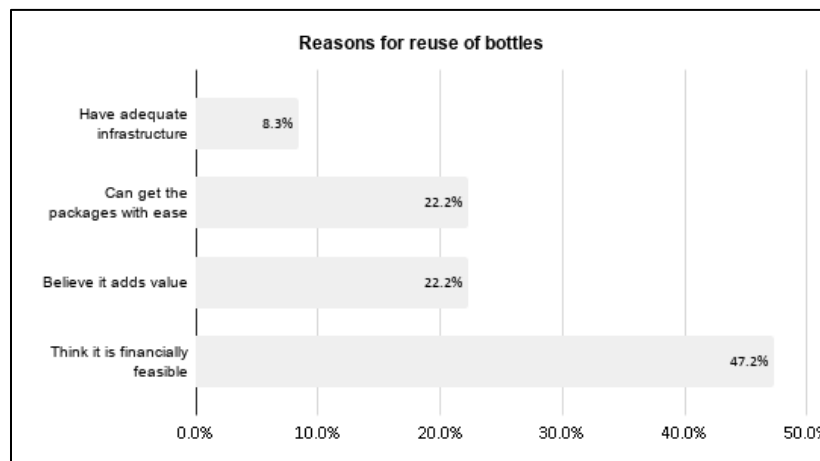 Reasons for reuse of bottles
Have adequate
infrastructure
8.3%
Can get the
packages with ease
22.2%
Believe it adds value
22.2%
Think it is financially
feasible
47.2%
0.0%
10.0%
20.0%
30.0%
40.0%
50.0%